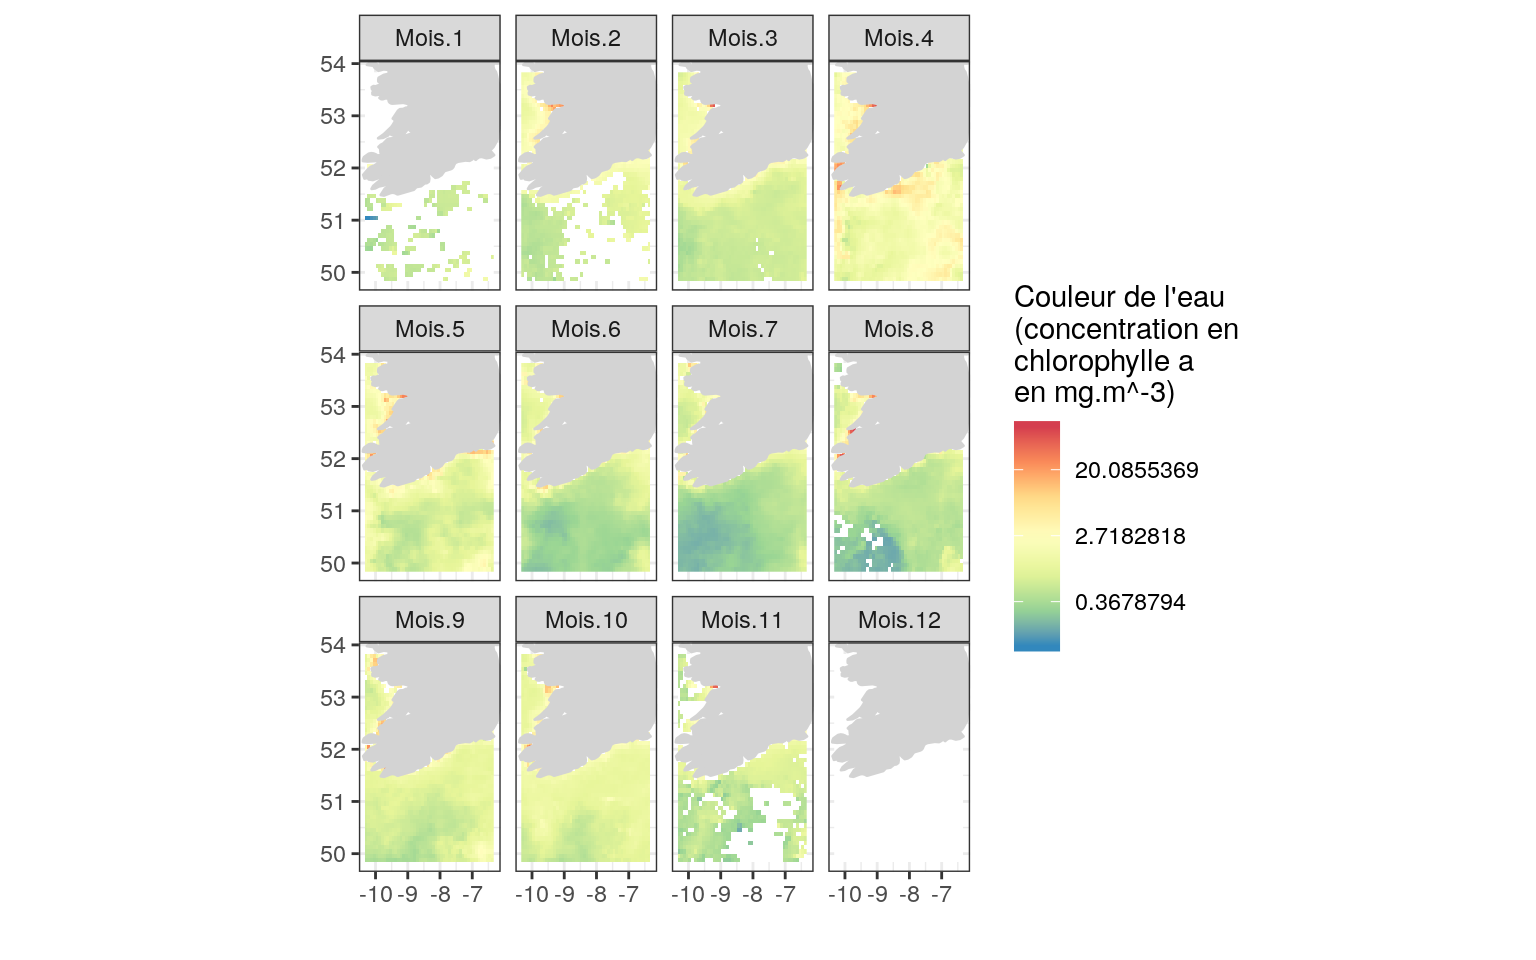 Mois.1 Mois.2 Mois.3 Mois.4
54
53
52
51
50
Mois.5 Mois.6 Mois.7 Mois.8
54
53
52
51
50
Mois.9 Mois.10 Mois.11 Mois.12
54
53
52
51
50
-10 -9 -8 -7 -10 -9 -8 -7 -10 -9 -8 -7 -10 -9 -8 -7
Couleur de l'eau
(concentration en
chlorophylle a
en mg.m^-3)
20.0855369
2.7182818
0.3678794